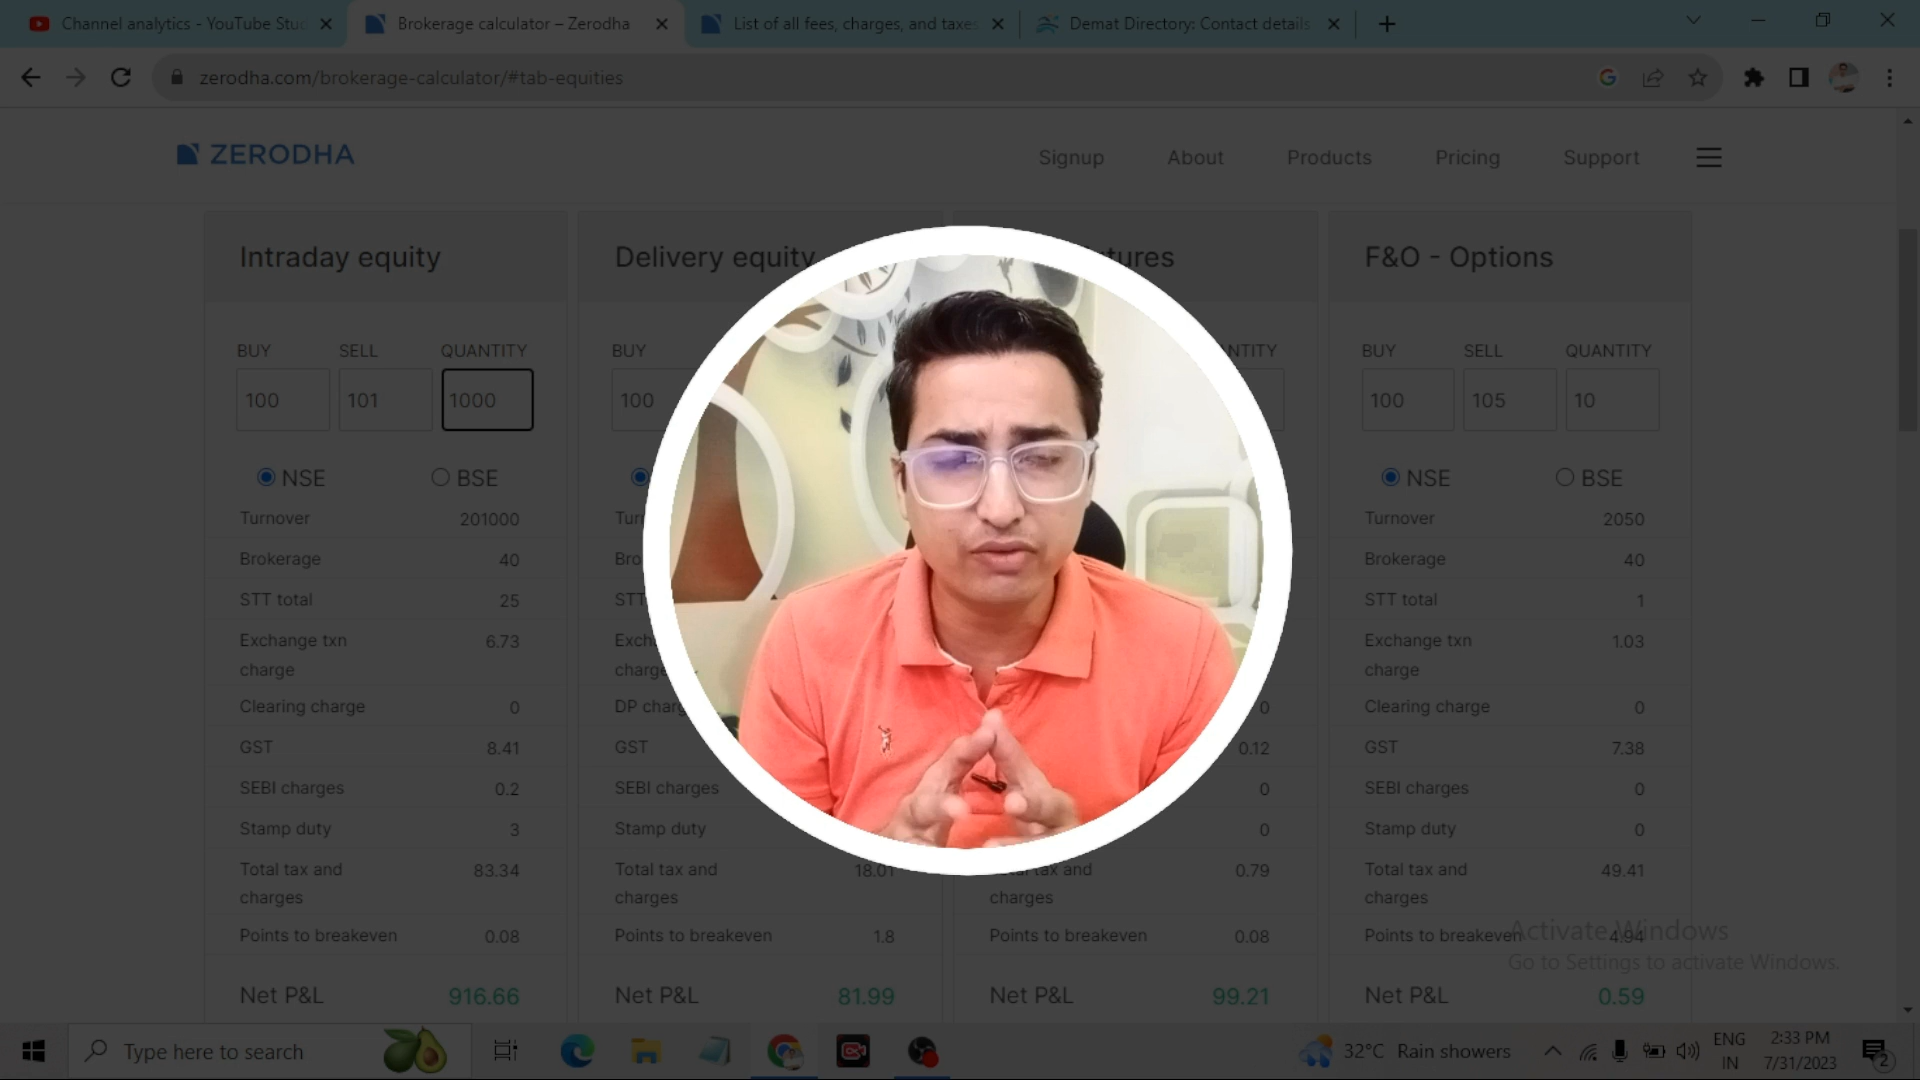 Channel analytics - YouTube Stu
Brokerage calculator – Zerodha
List of all fees, charges, and taxes
Demat Directory: Contact details
zerodha.com/brokerage-calculator/#tab-equities
ZERODHA
Signup
About
Products
Pricing
Support
Intraday equity
Delivery equity
tures
F&O - Options
BUY SELL QUANTITY
BUY
NTITY
BUY SELL QUANTITY
100 101 1000
100
100 105 10
NSE BSE
NSE BSE
Turnover 201000
Tur
Turnover 2050
Brokerage 40
Bro
Brokerage 40
STT total 25
STT
STT total 1
Exchange txn charge 6.73
Exch
charge
Exchange txn charge 1.03
Clearing charge 0
DP charg
0
Clearing charge 0
GST 8.41
GST
0.12
GST 7.38
SEBI charges 0.2
SEBI charges
0
SEBI charges 0
Stamp duty 3
Stamp duty
0
Stamp duty 0
Total tax and charges 83.34
Total tax and charges 18.01
tax and charges 0.79
Total tax and charges 49.41
Points to breakeven 0.08
Points to breakeven 1.8
Points to breakeven 0.08
Points to breakeven 4.94
Activate Windows
Go to Settings to activate Windows.
Net P&L 916.66
Net P&L 81.99
Net P&L 99.21
Net P&L 0.59
Type here to search
32°C Rain showers
ENG
IN
2:33 PM
7/31/2023
2